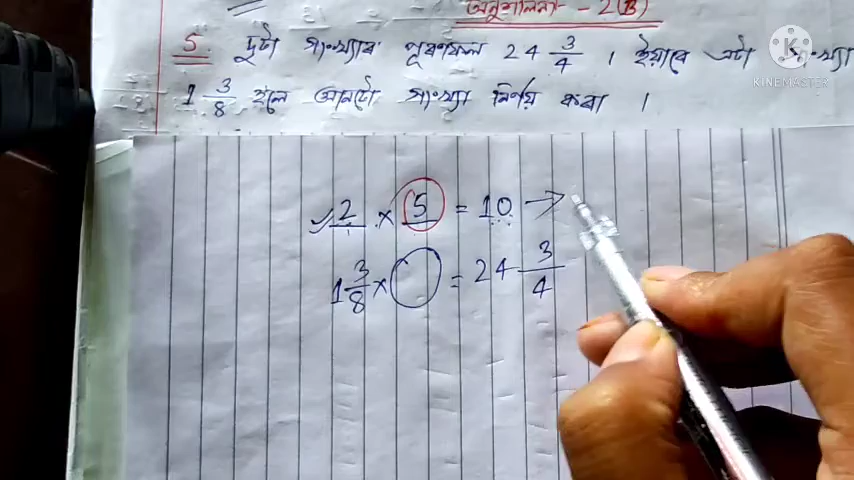 অনুশীলনী - 2(B)
5. দুটা সংখ্যাৰ পূৰণফল 24 3/4 । ইয়াৰে এটা সংখ্যা
1 3/8 হলে আনটো সংখ্যা নিৰ্ণয় কৰা ।
2 × 5 = 10 →
1 3/8 × ◯ = 24 3/4
K
KINEMASTER